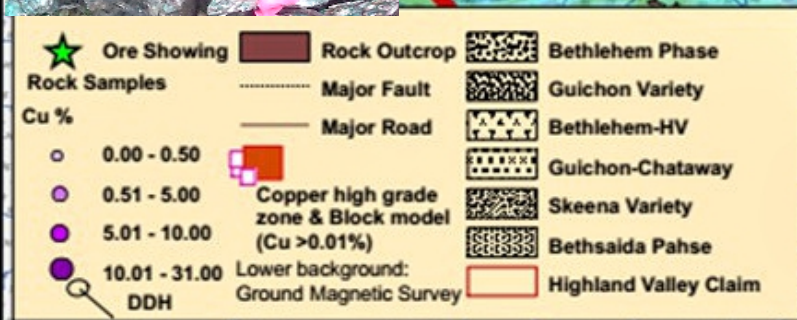 Ore Showing
Rock Samples
Cu %
0.00 - 0.50
0.51 - 5.00
5.01 - 10.00
10.01 - 31.00
DDH
Rock Outcrop
Major Fault
Major Road
Copper high grade
zone & Block model
(Cu >0.01%)
Lower background:
Ground Magnetic Survey
Bethlehem Phase
Guichon Variety
Bethlehem-HV
Guichon-Chataway
Skeena Variety
Bethsaida Pahse
Highland Valley Claim